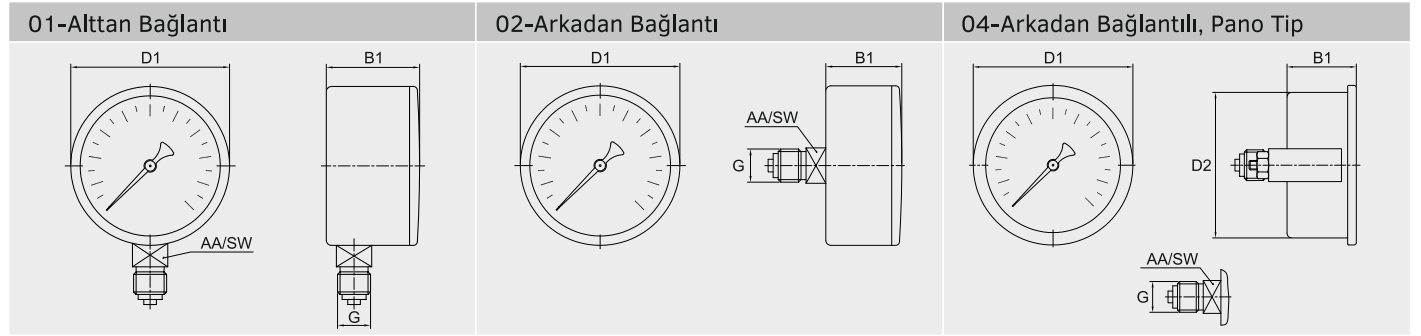 01-Alttan Bağlantı
D1
B1
AA/SW
G
02-Arkadan Bağlantı
D1
B1
AA/SW
G
04-Arkadan Bağlantılı, Pano Tip
D1
B1
D2
AA/SW
G